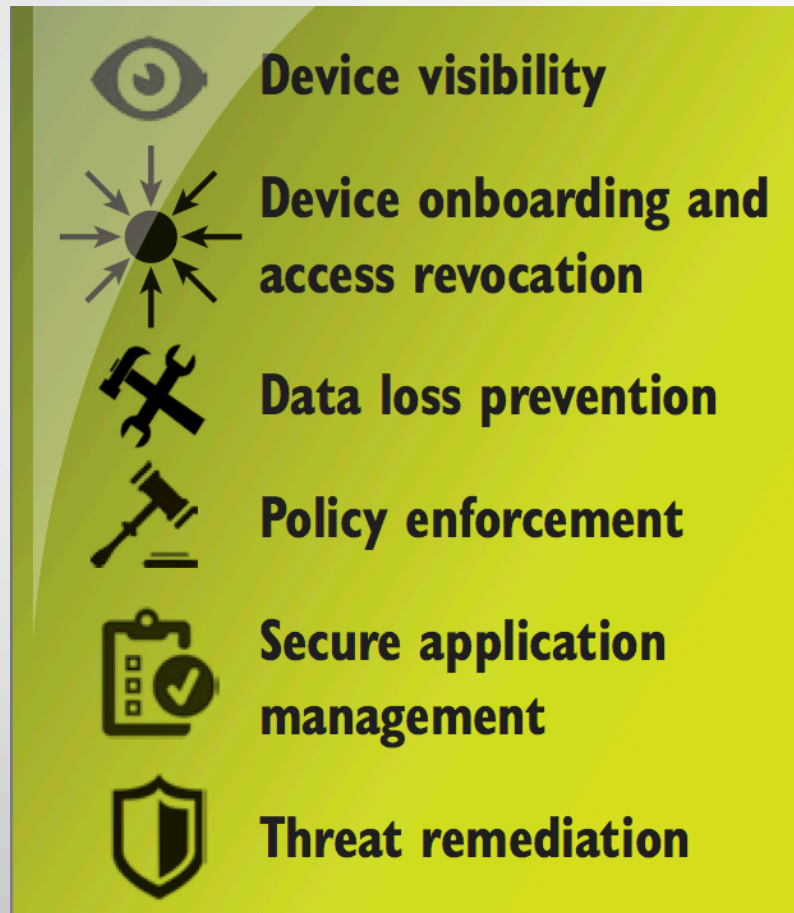 Device visibility
Device onboarding and
access revocation
Data loss prevention
Policy enforcement
Secure application
management
Threat remediation